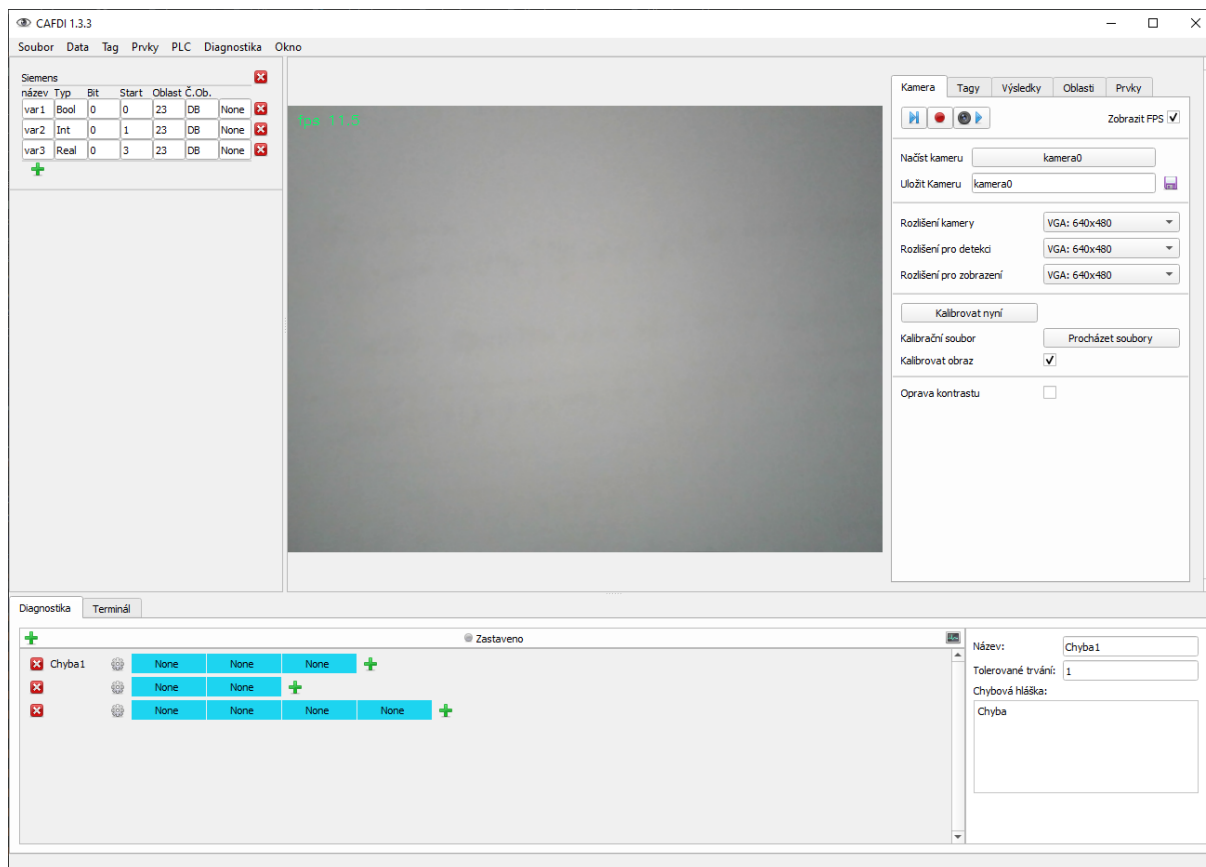 CAFDI 1.3.3
Soubor Data Tag Prvky PLC Diagnostika Okno
Siemens
název Typ Bit Start Oblast Č.Ob.
var1 Bool 0 0 23 DB None
var2 Int 0 1 23 DB None
var3 Real 0 3 23 DB None
fps 11.5
Kamera Tagy Výsledky Oblasti Prvky
Zobrazit FPS
Načíst kameru kamera0
Uložit Kameru kamera0
Rozlišení kamery VGA: 640x480
Rozlišení pro detekci VGA: 640x480
Rozlišení pro zobrazení VGA: 640x480
Kalibrovat nyní
Kalibrační soubor Procházet soubory
Kalibrovat obraz
Oprava kontrastu
Diagnostika Terminál
Zastaveno
Chyba1 None None None
None None
None None None None
Název: Chyba1
Tolerované trvání: 1
Chybová hláška:
Chyba